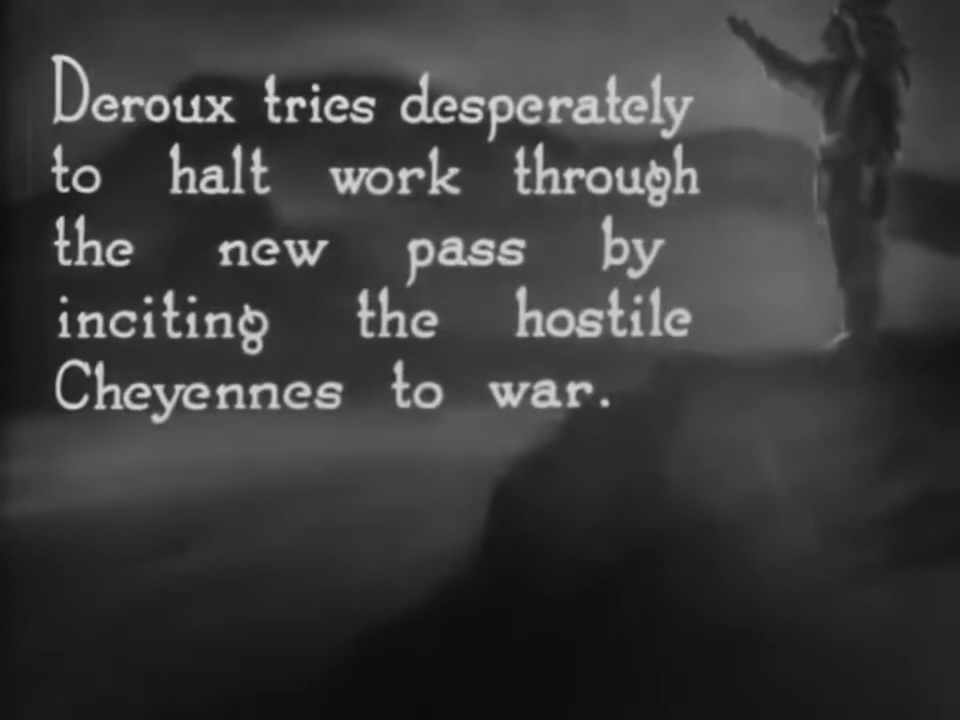 Deroux tries desperately
to halt work through
the new pass by
inciting the hostile
Cheyennes to war.